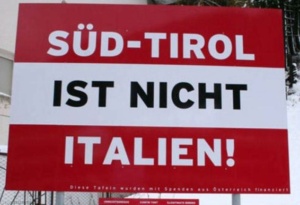 SÜD-TIROL
IST NICHT
ITALIEN!
Diese Tafeln wurden mit Spenden aus Österreich finanziert